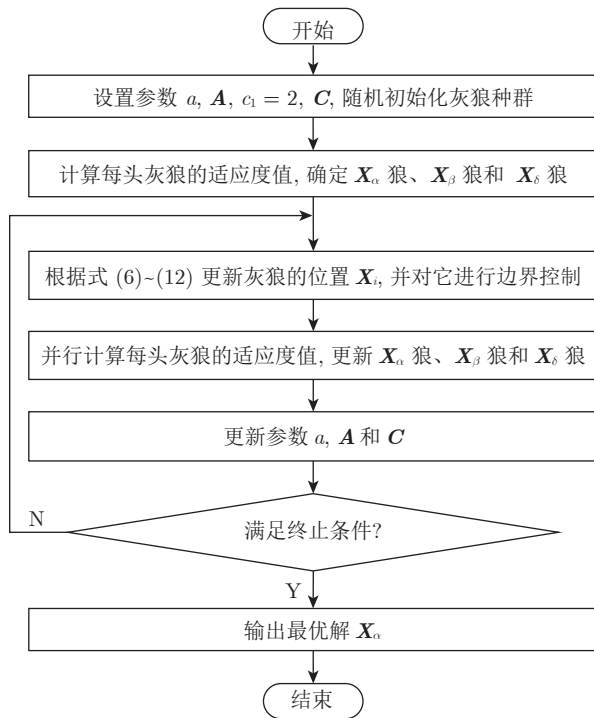 开始
设置参数 a, A, c₁ = 2, C, 随机初始化灰狼种群
计算每头灰狼的适应度值, 确定 Xα 狼、Xβ 狼和 Xδ 狼
根据式 (6)~(12) 更新灰狼的位置 Xᵢ, 并对它进行边界控制
并行计算每头灰狼的适应度值, 更新 Xα 狼、Xβ 狼和 Xδ 狼
更新参数 a, A 和 C
N
满足终止条件?
Y
输出最优解 Xα
结束